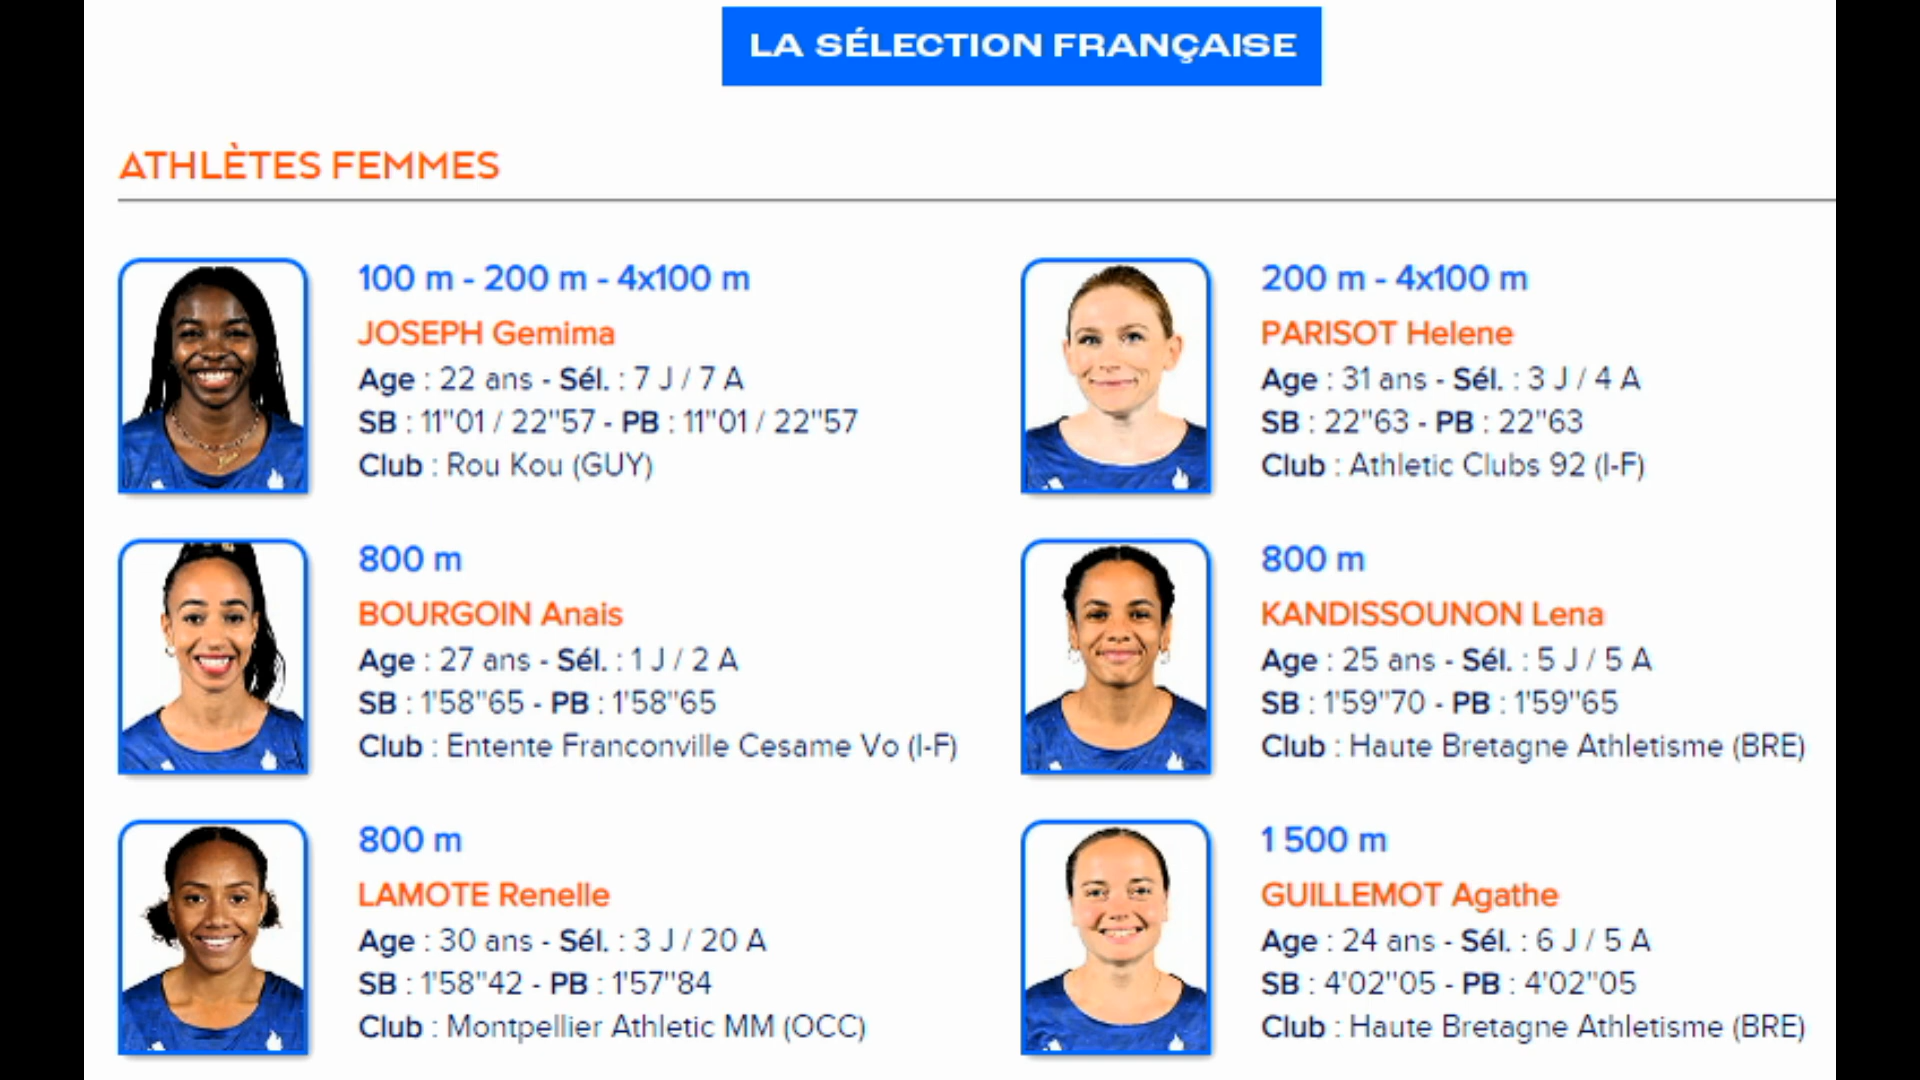 LA SÉLECTION FRANÇAISE
ATHLÈTES FEMMES
100 m - 200 m - 4x100 m
JOSEPH Gemima
Age : 22 ans - Sél. : 7 J / 7 A
SB : 11"01 / 22"57 - PB : 11"01 / 22"57
Club : Rou Kou (GUY)
200 m - 4x100 m
PARISOT Helene
Age : 31 ans - Sél. : 3 J / 4 A
SB : 22"63 - PB : 22"63
Club : Athletic Clubs 92 (I-F)
800 m
BOURGOIN Anais
Age : 27 ans - Sél. : 1 J / 2 A
SB : 1'58"65 - PB : 1'58"65
Club : Entente Franconville Cesame Vo (I-F)
800 m
KANDISSOUNON Lena
Age : 25 ans - Sél. : 5 J / 5 A
SB : 1'59"70 - PB : 1'59"65
Club : Haute Bretagne Athletisme (BRE)
800 m
LAMOTE Renelle
Age : 30 ans - Sél. : 3 J / 20 A
SB : 1'58"42 - PB : 1'57"84
Club : Montpellier Athletic MM (OCC)
1 500 m
GUILLEMOT Agathe
Age : 24 ans - Sél. : 6 J / 5 A
SB : 4'02"05 - PB : 4'02"05
Club : Haute Bretagne Athletisme (BRE)